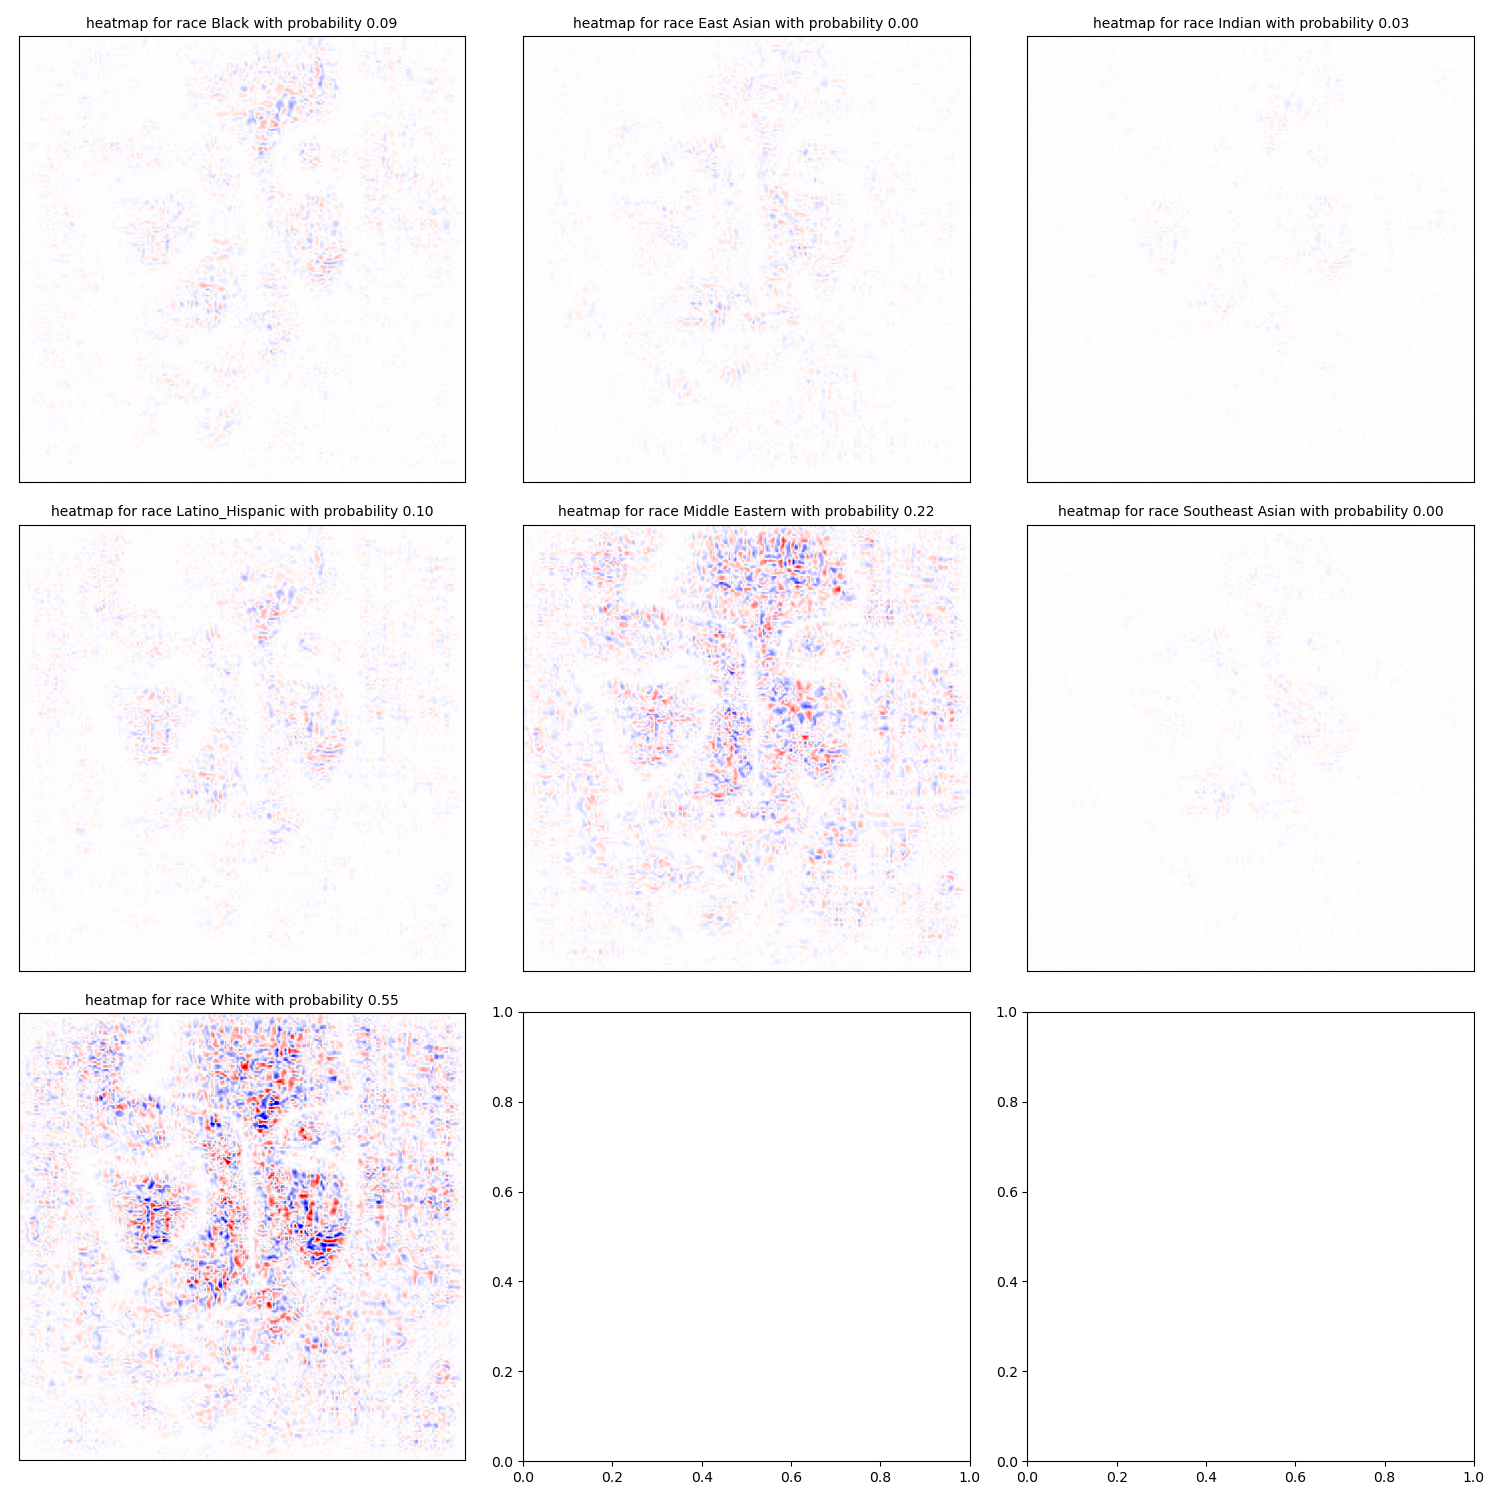 heatmap for race Black with probability 0.09
heatmap for race East Asian with probability 0.00
heatmap for race Indian with probability 0.03
heatmap for race Latino_Hispanic with probability 0.10
heatmap for race Middle Eastern with probability 0.22
heatmap for race Southeast Asian with probability 0.00
heatmap for race White with probability 0.55
1.0
0.8
0.6
0.4
0.2
0.0
0.0 0.2 0.4 0.6 0.8 1.0
1.0
0.8
0.6
0.4
0.2
0.0
0.0 0.2 0.4 0.6 0.8 1.0